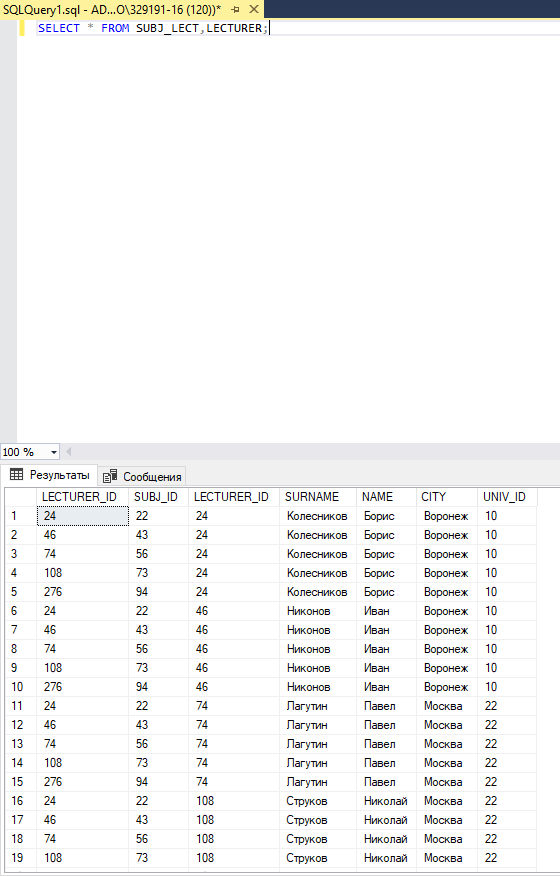 SQLQuery1.sql - AD...O\329191-16 (120))*
SELECT * FROM SUBJ_LECT,LECTURER;
100 %
Результаты Сообщения
LECTURER_ID SUBJ_ID LECTURER_ID SURNAME NAME CITY UNIV_ID
1 24 22 24 Колесников Борис Воронеж 10
2 46 43 24 Колесников Борис Воронеж 10
3 74 56 24 Колесников Борис Воронеж 10
4 108 73 24 Колесников Борис Воронеж 10
5 276 94 24 Колесников Борис Воронеж 10
6 24 22 46 Никонов Иван Воронеж 10
7 46 43 46 Никонов Иван Воронеж 10
8 74 56 46 Никонов Иван Воронеж 10
9 108 73 46 Никонов Иван Воронеж 10
10 276 94 46 Никонов Иван Воронеж 10
11 24 22 74 Лагутин Павел Москва 22
12 46 43 74 Лагутин Павел Москва 22
13 74 56 74 Лагутин Павел Москва 22
14 108 73 74 Лагутин Павел Москва 22
15 276 94 74 Лагутин Павел Москва 22
16 24 22 108 Струков Николай Москва 22
17 46 43 108 Струков Николай Москва 22
18 74 56 108 Струков Николай Москва 22
19 108 73 108 Струков Николай Москва 22